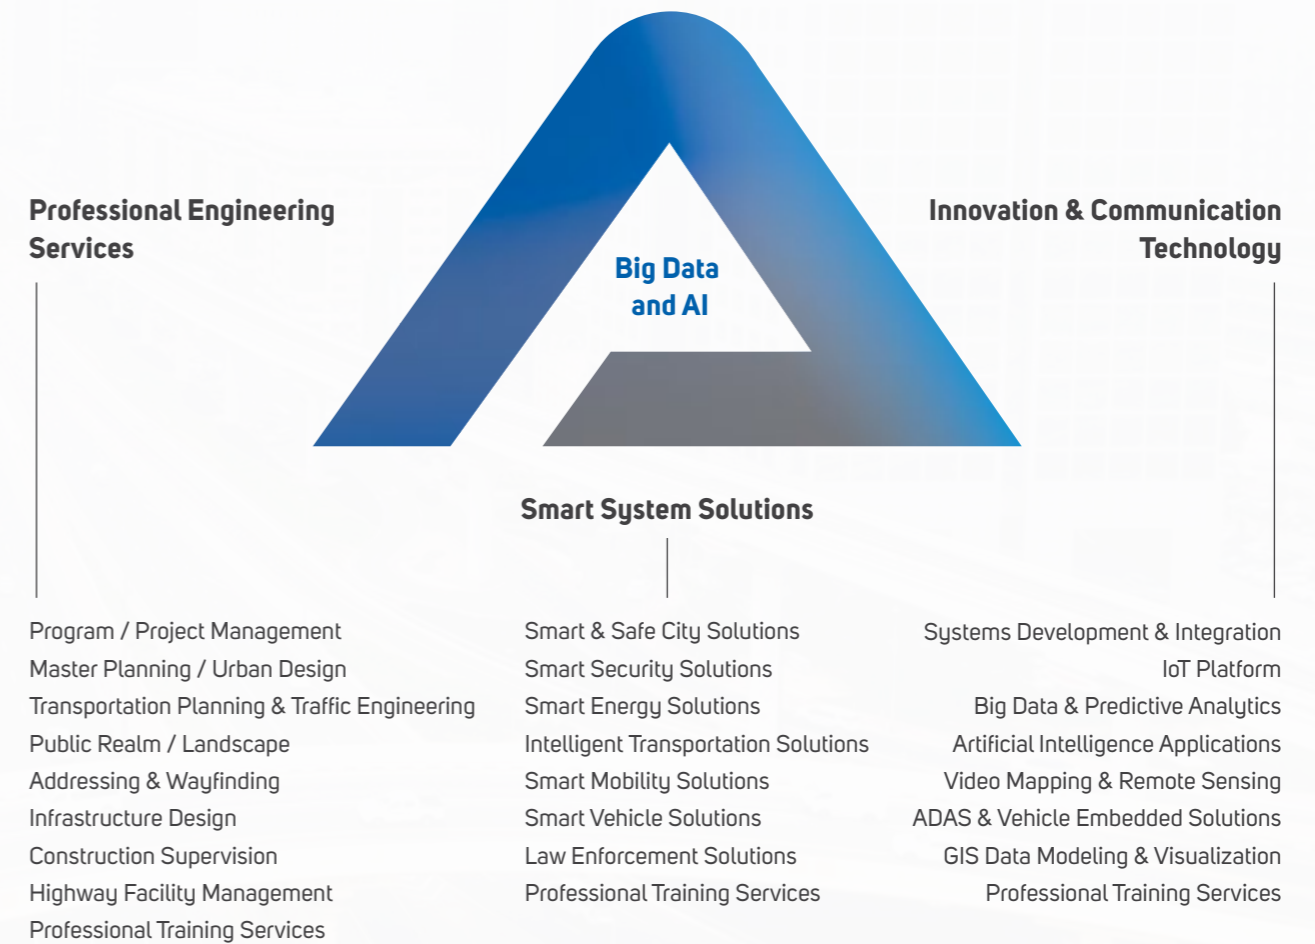 Professional Engineering
Services
Big Data
and AI
Innovation & Communication
Technology
Smart System Solutions
Program / Project Management
Master Planning / Urban Design
Transportation Planning & Traffic Engineering
Public Realm / Landscape
Addressing & Wayfinding
Infrastructure Design
Construction Supervision
Highway Facility Management
Professional Training Services
Smart & Safe City Solutions
Smart Security Solutions
Smart Energy Solutions
Intelligent Transportation Solutions
Smart Mobility Solutions
Smart Vehicle Solutions
Law Enforcement Solutions
Professional Training Services
Systems Development & Integration
IoT Platform
Big Data & Predictive Analytics
Artificial Intelligence Applications
Video Mapping & Remote Sensing
ADAS & Vehicle Embedded Solutions
GIS Data Modeling & Visualization
Professional Training Services